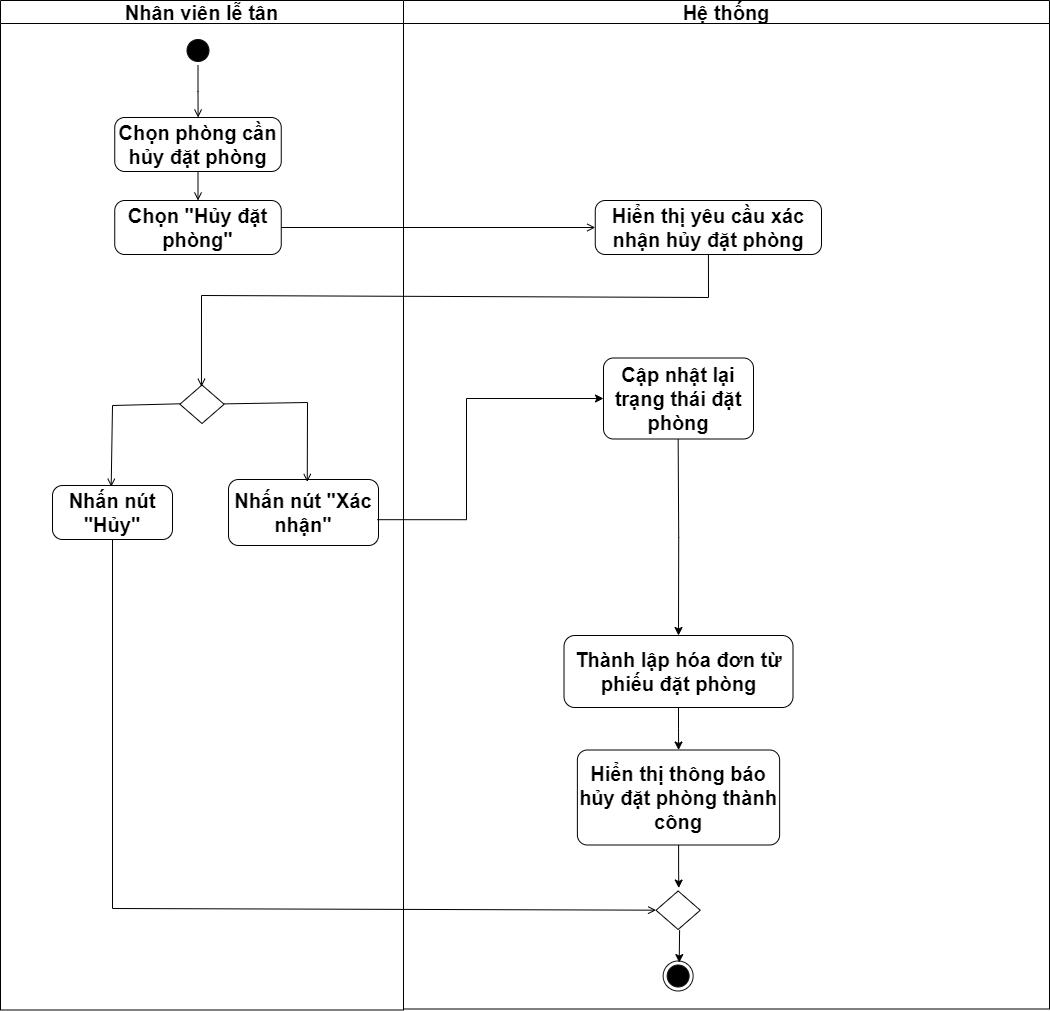 Nhân viên lễ tân
Hệ thống
Chọn phòng cần
hủy đặt phòng
Chọn "Hủy đặt
phòng"
Hiển thị yêu cầu xác
nhận hủy đặt phòng
Cập nhật lại
trạng thái đặt
phòng
Nhấn nút
"Hủy"
Nhấn nút "Xác
nhận"
Thành lập hóa đơn từ
phiếu đặt phòng
Hiển thị thông báo
hủy đặt phòng thành
công